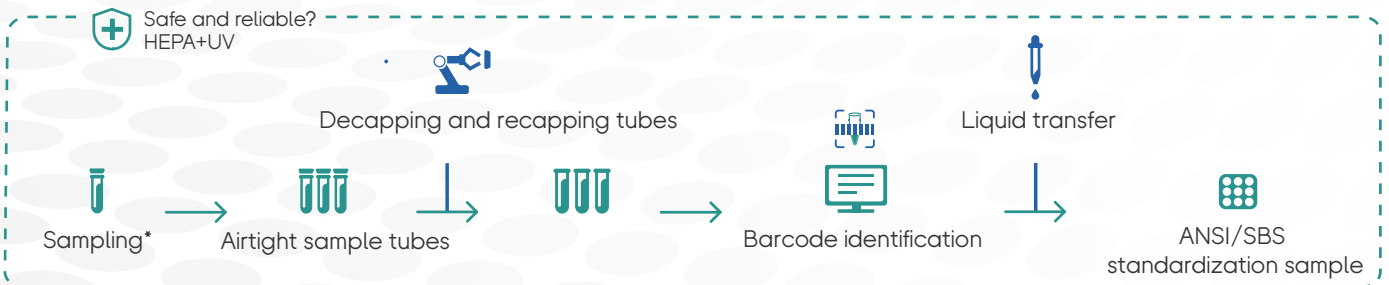 Safe and reliable?
HEPA+UV
Decapping and recapping tubes
Liquid transfer
Sampling*
Airtight sample tubes
Barcode identification
ANSI/SBS
standardization sample